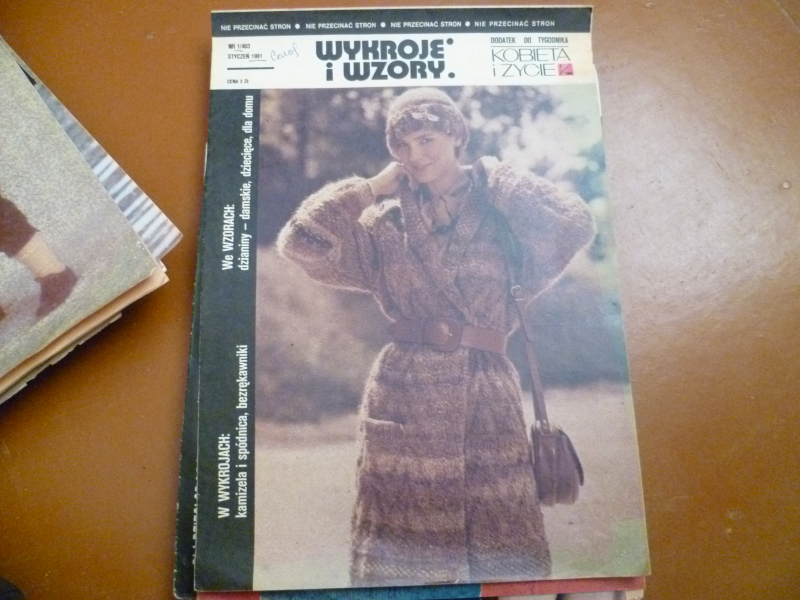 NIE PRZECINAĆ STRON ● NIE PRZECINAĆ STRON ● NIE PRZECINAĆ STRON ● NIE PRZECINAĆ STRON
NR 1/403
STYCZEŃ 1981
CENA 3 ZŁ
WYKROJE
i WZORY.
DODATEK DO TYGODNIKA
KOBIETA
i ŻYCIE
We WZORACH:
dzianiny – damskie, dziecięce, dla domu
W WYKROJACH:
kamizela i spódnica, bezrękawniki